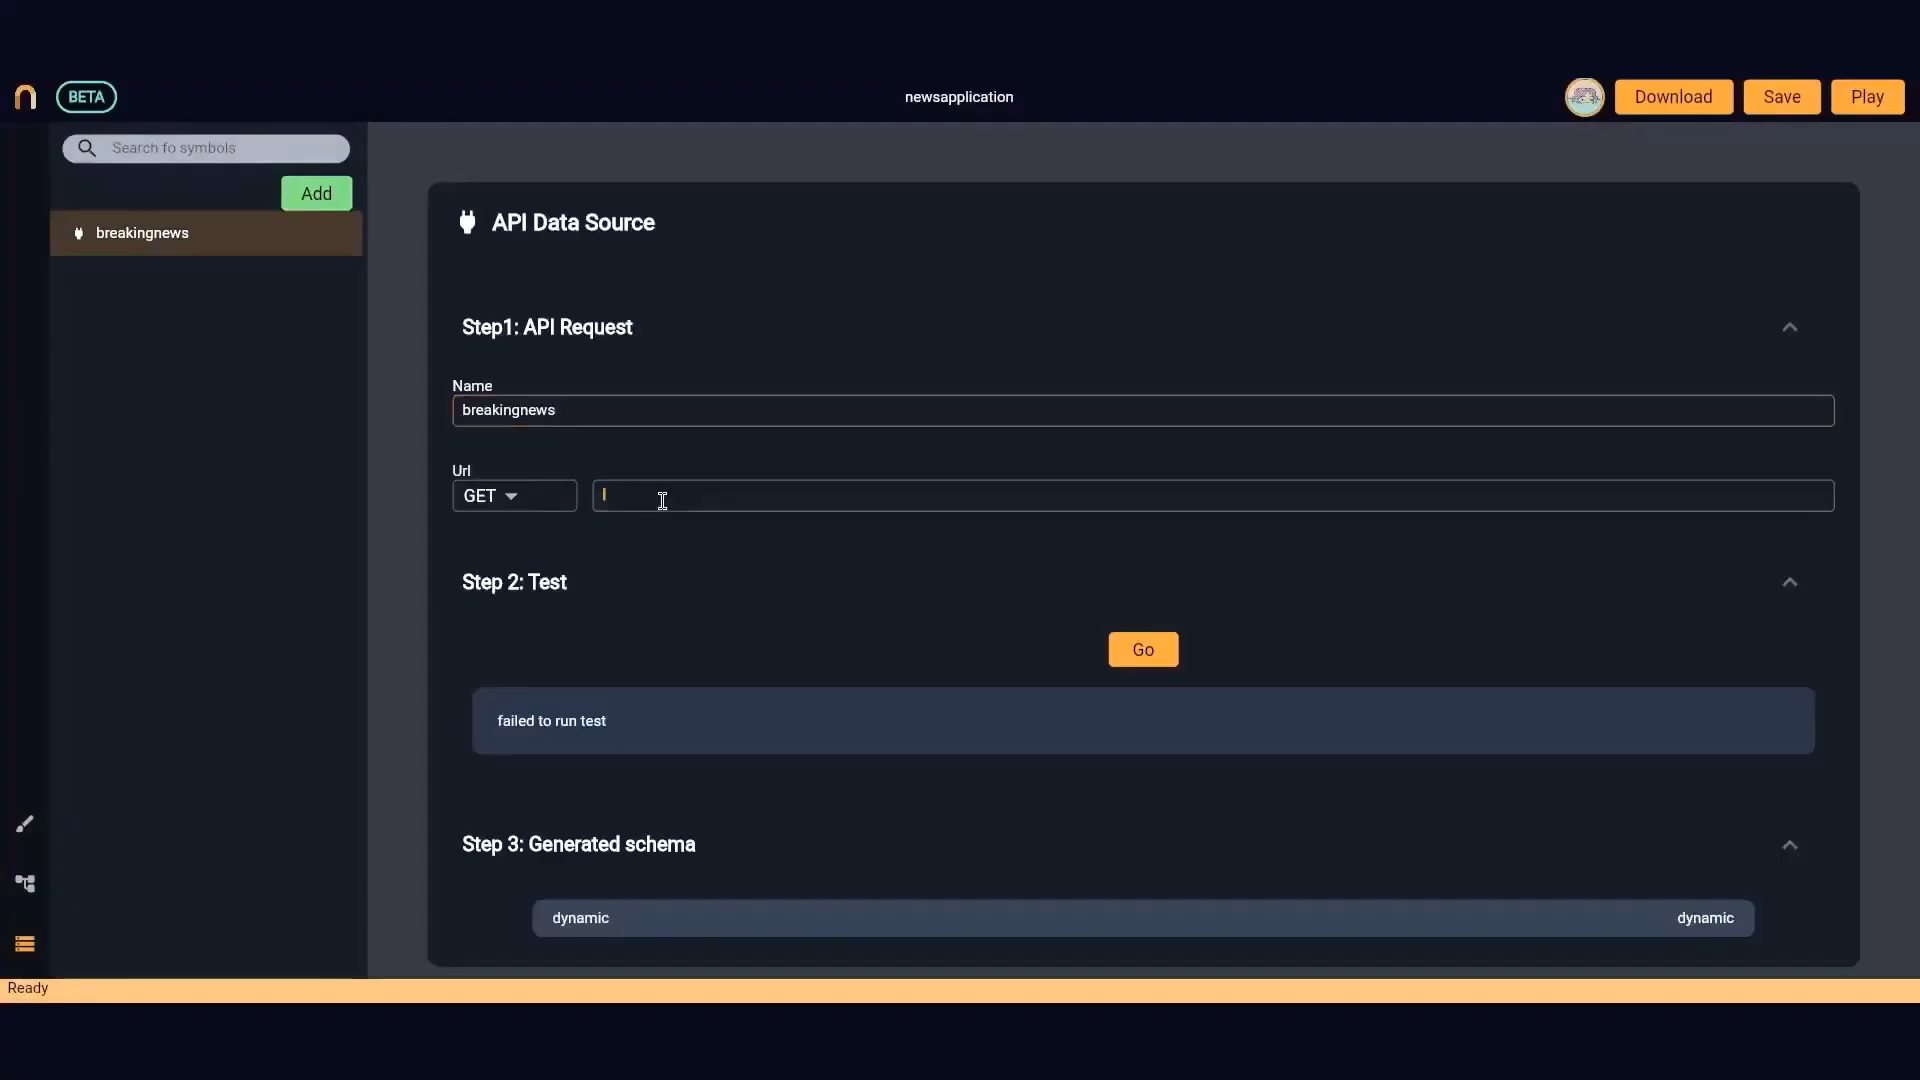 BETA
newsapplication
Download
Save
Play
Search fo symbols
Add
breakingnews
API Data Source
Step1: API Request
Name
breakingnews
Url
GET
Step 2: Test
Go
failed to run test
Step 3: Generated schema
dynamic dynamic
Ready